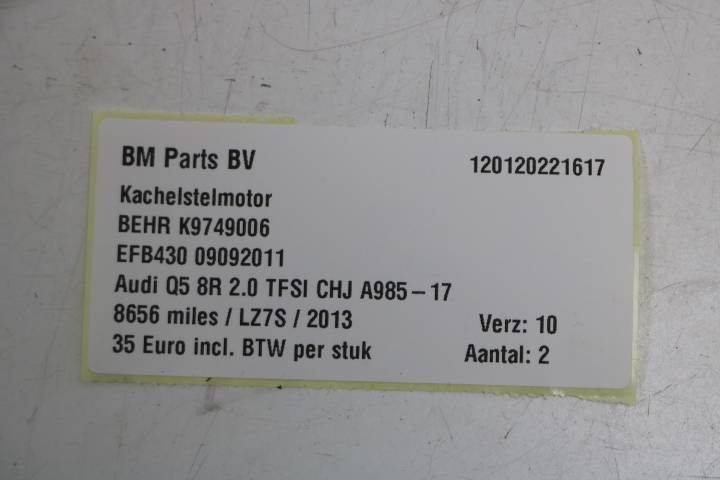 BM Parts BV 120120221617
Kachelstelmotor
BEHR K9749006
EFB430 09092011
Audi Q5 8R 2.0 TFSI CHJ A985-17
8656 miles / LZ7S / 2013 Verz: 10
35 Euro incl. BTW per stuk Aantal: 2